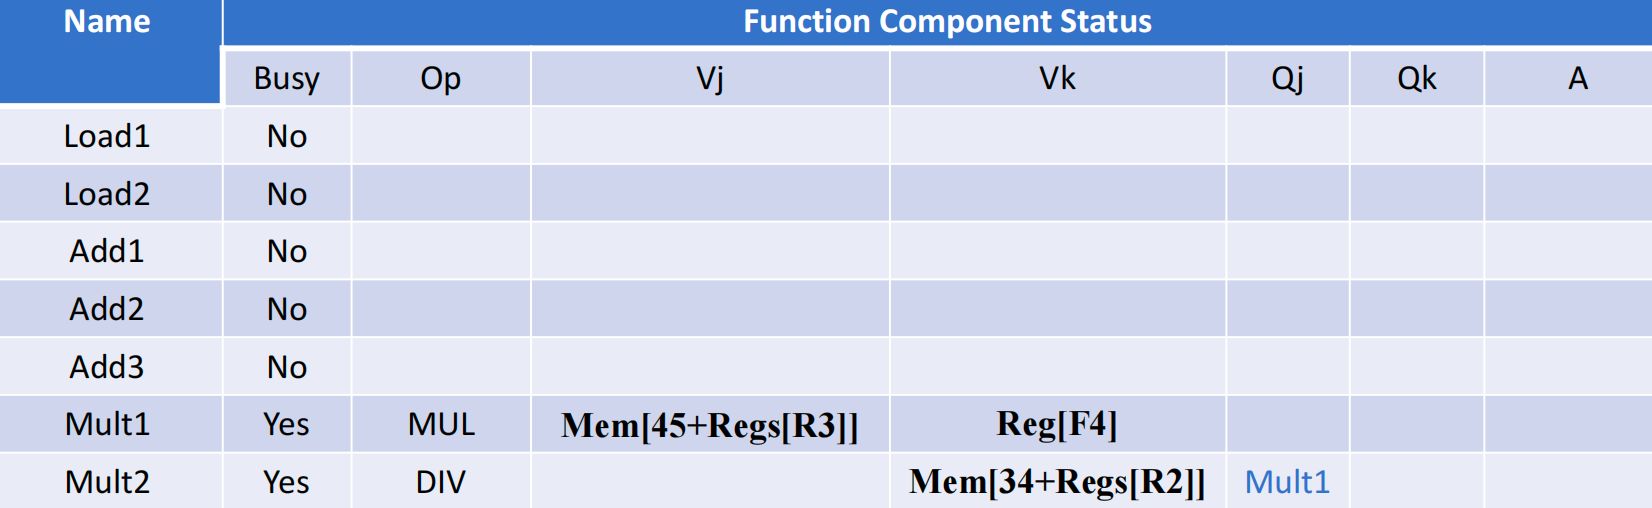 Name Function Component Status
Busy Op Vj Vk Qj Qk A
Load1 No
Load2 No
Add1 No
Add2 No
Add3 No
Mult1 Yes MUL Mem[45+Regs[R3]] Reg[F4]
Mult2 Yes DIV Mem[34+Regs[R2]] Mult1